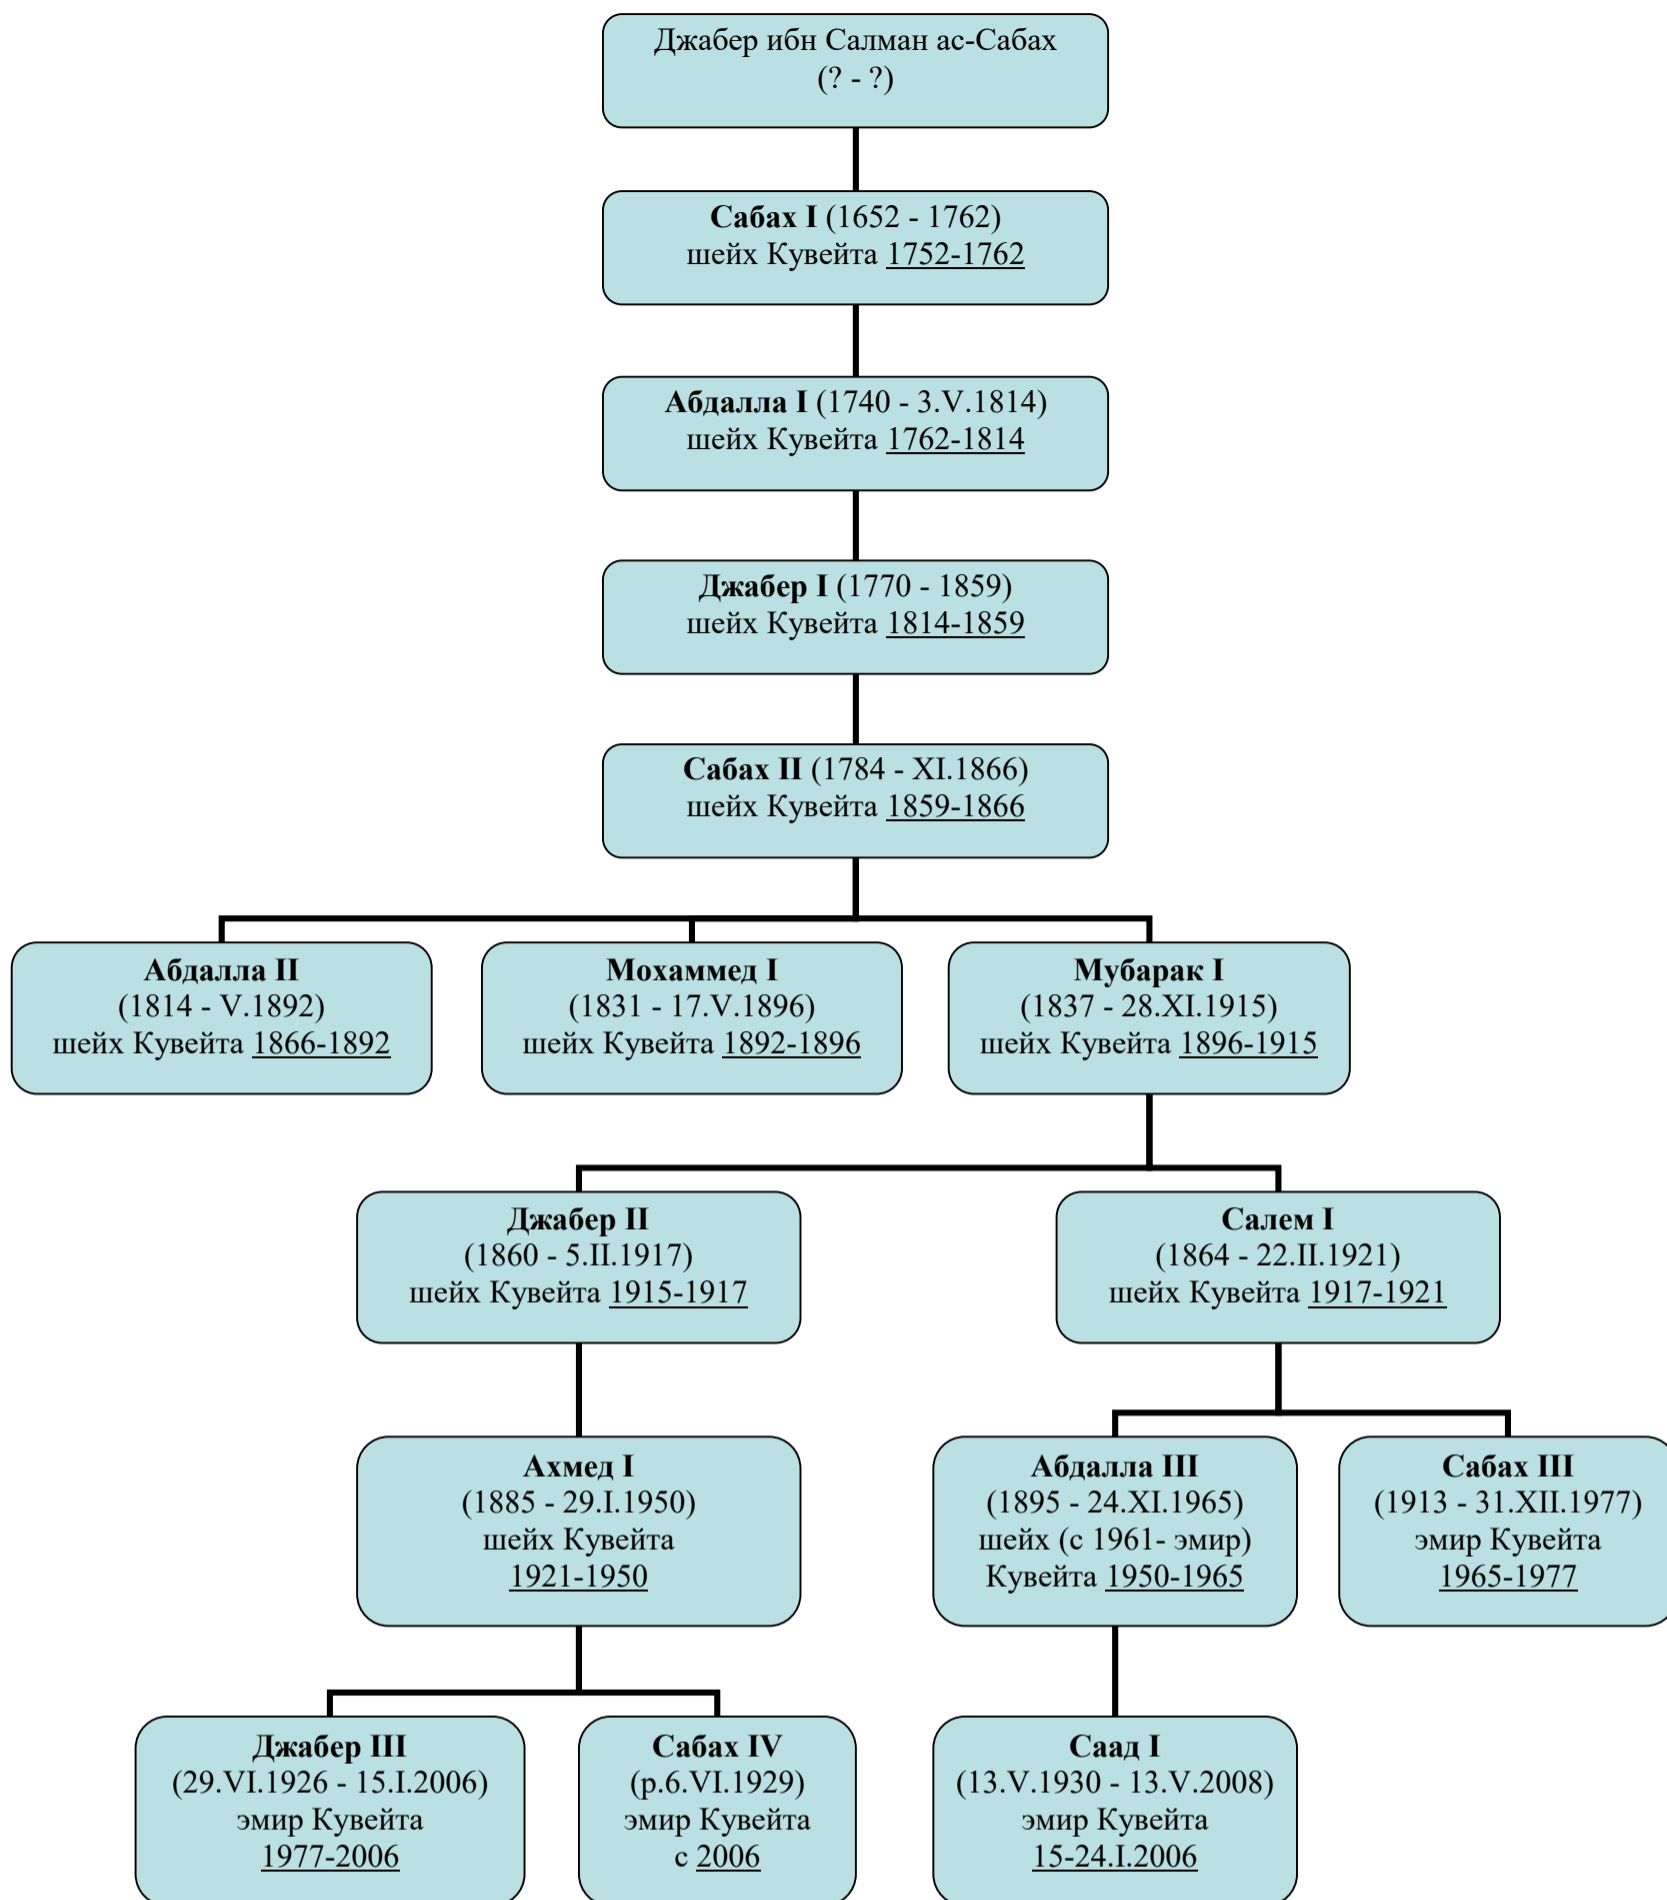 Джабер ибн Салман ас-Сабах
(? - ?)
Сабах I (1652 - 1762)
шейх Кувейта 1752-1762
Абдалла I (1740 - 3.V.1814)
шейх Кувейта 1762-1814
Джабер I (1770 - 1859)
шейх Кувейта 1814-1859
Сабах II (1784 - XI.1866)
шейх Кувейта 1859-1866
Абдалла II
(1814 - V.1892)
шейх Кувейта 1866-1892
Мохаммед I
(1831 - 17.V.1896)
шейх Кувейта 1892-1896
Мубарак I
(1837 - 28.XI.1915)
шейх Кувейта 1896-1915
Джабер II
(1860 - 5.II.1917)
шейх Кувейта 1915-1917
Салем I
(1864 - 22.II.1921)
шейх Кувейта 1917-1921
Ахмед I
(1885 - 29.I.1950)
шейх Кувейта
1921-1950
Абдалла III
(1895 - 24.XI.1965)
шейх (с 1961- эмир)
Кувейта 1950-1965
Сабах III
(1913 - 31.XII.1977)
эмир Кувейта
1965-1977
Джабер III
(29.VI.1926 - 15.I.2006)
эмир Кувейта
1977-2006
Сабах IV
(р.6.VI.1929)
эмир Кувейта
с 2006
Саад I
(13.V.1930 - 13.V.2008)
эмир Кувейта
15-24.I.2006